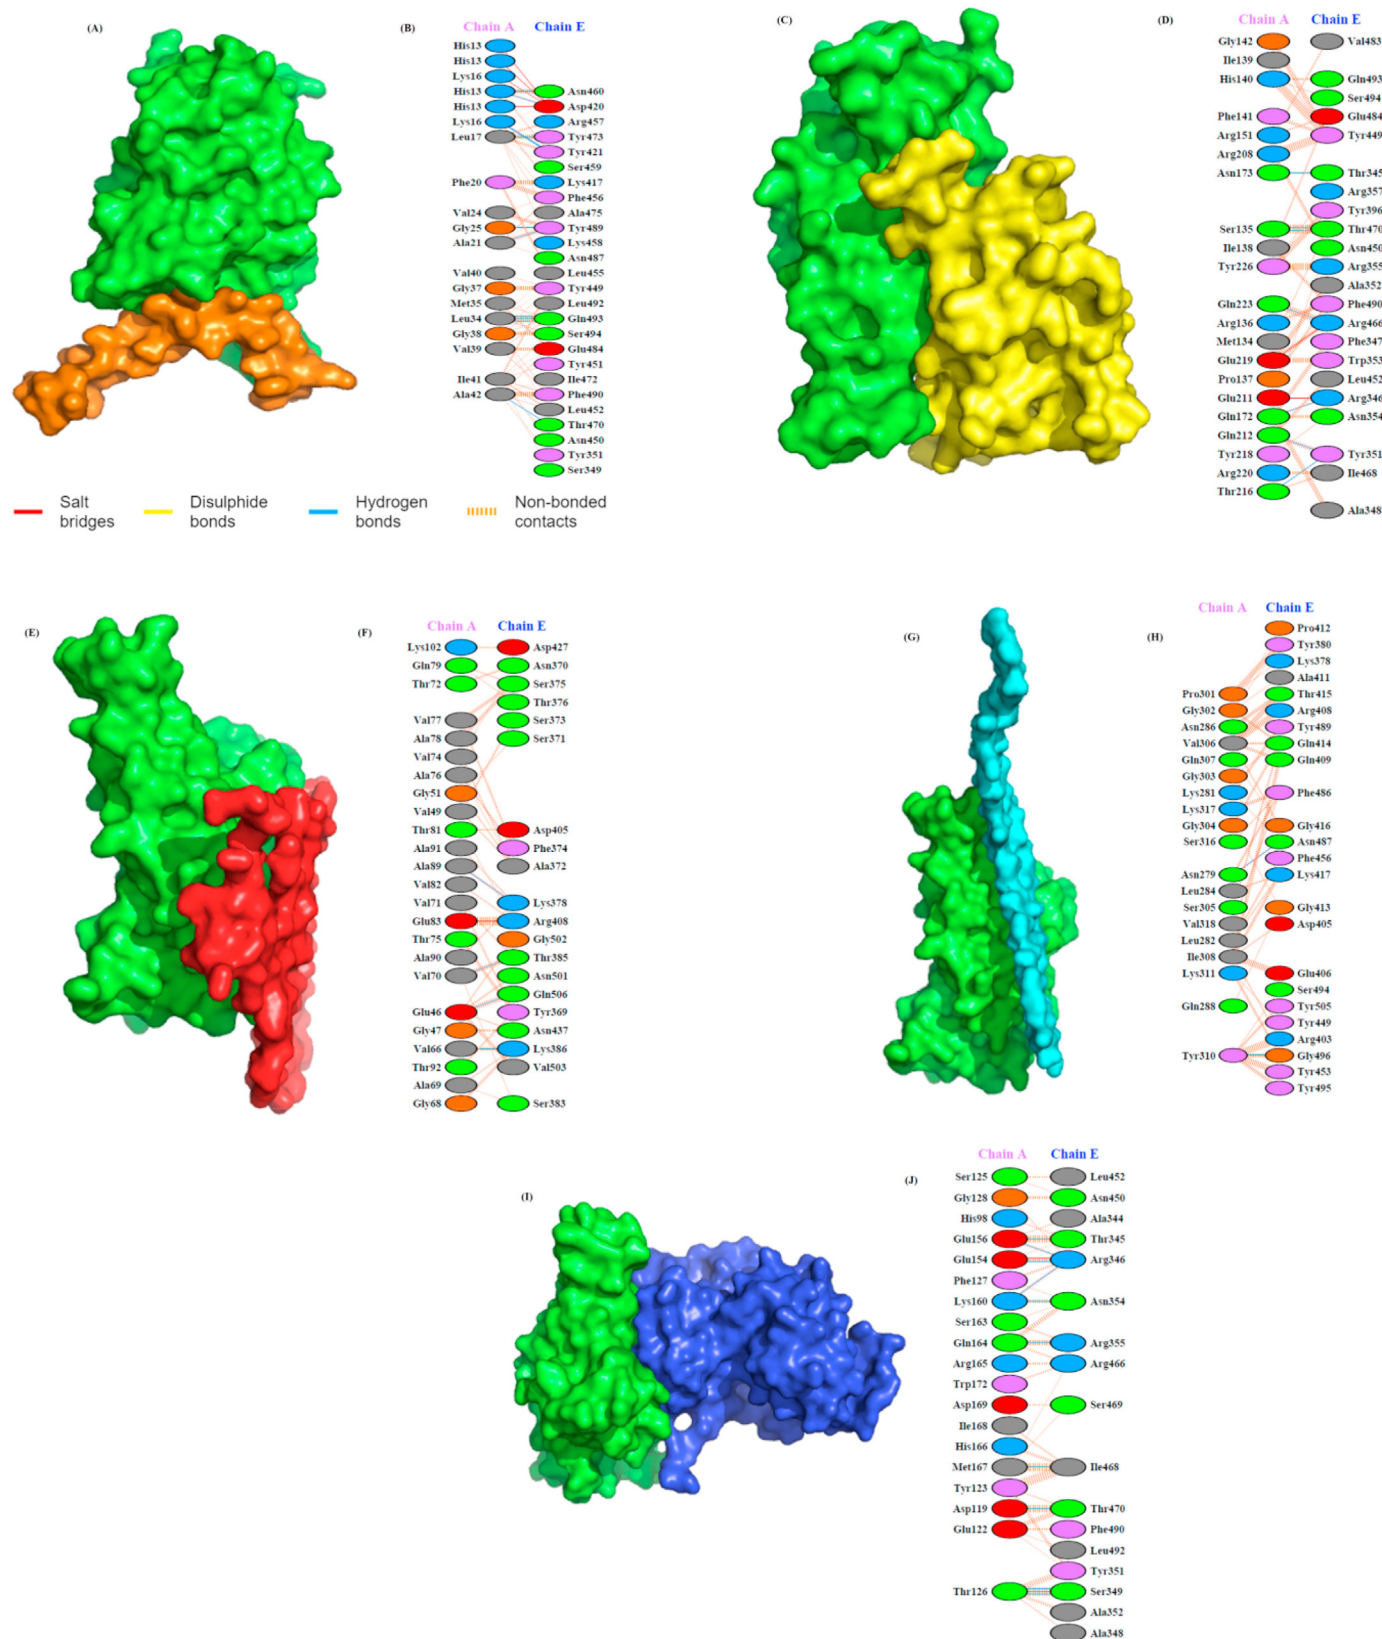 (A)
(B)
Chain A Chain E
His13
His13
Lys16
His13 Asn460
His13 Asp420
Lys16 Arg457
Leu17 Tyr473
Tyr421
Ser459
Phe20 Lys417
Phe456
Val24 Ala475
Gly25 Tyr489
Ala21 Lys458
Asn487
Val40 Leu455
Gly37 Tyr449
Met35 Leu492
Leu34 Gln493
Gly38 Ser494
Val39 Glu484
Tyr451
Ile41 Ile472
Ala42 Phe490
Leu452
Thr470
Asn450
Tyr351
Ser349
Salt bridges
Disulphide bonds
Hydrogen bonds
Non-bonded contacts
(C)
(D)
Chain A Chain E
Gly142 Val483
Ile139
His140 Gln493
Ser494
Phe141 Glu484
Arg151 Tyr449
Arg208
Asn173 Thr345
Arg357
Tyr396
Ser135 Thr470
Ile138 Asn450
Tyr226 Arg355
Ala352
Gln223 Phe490
Arg136 Arg466
Met134 Phe347
Glu219 Trp353
Pro137 Leu452
Glu211 Arg346
Gln172 Asn354
Gln212
Tyr218 Tyr351
Arg220 Ile468
Thr216
Ala348
(E)
(F)
Chain A Chain E
Lys102 Asp427
Gln79 Asn370
Thr72 Ser375
Thr376
Val77 Ser373
Ala78 Ser371
Val74
Ala76
Gly51
Val49
Thr81 Asp405
Ala91 Phe374
Ala89 Ala372
Val82
Val71 Lys378
Glu83 Arg408
Thr75 Gly502
Ala90 Thr385
Val70 Asn501
Gln506
Glu46 Tyr369
Gly47 Asn437
Val66 Lys386
Thr92 Val503
Ala69
Gly68 Ser383
(G)
(H)
Chain A Chain E
Pro412
Tyr380
Lys378
Ala411
Pro301 Thr415
Gly302 Arg408
Asn286 Tyr489
Val306 Gln414
Gln307 Gln409
Gly303
Lys281 Phe486
Lys317
Gly304 Gly416
Ser316 Asn487
Phe456
Asn279 Lys417
Leu284
Ser305 Gly413
Val318 Asp405
Leu282
Ile308
Lys311 Glu406
Ser494
Gln288 Tyr505
Tyr449
Arg403
Tyr310 Gly496
Tyr453
Tyr495
(I)
(J)
Chain A Chain E
Ser125 Leu452
Gly128 Asn450
His98 Ala344
Glu156 Thr345
Glu154 Arg346
Phe127
Lys160 Asn354
Ser163
Gln164 Arg355
Arg165 Arg466
Trp172
Asp169 Ser469
Ile168
His166
Met167 Ile468
Tyr123
Asp119 Thr470
Glu122 Phe490
Leu492
Tyr351
Thr126 Ser349
Ala352
Ala348